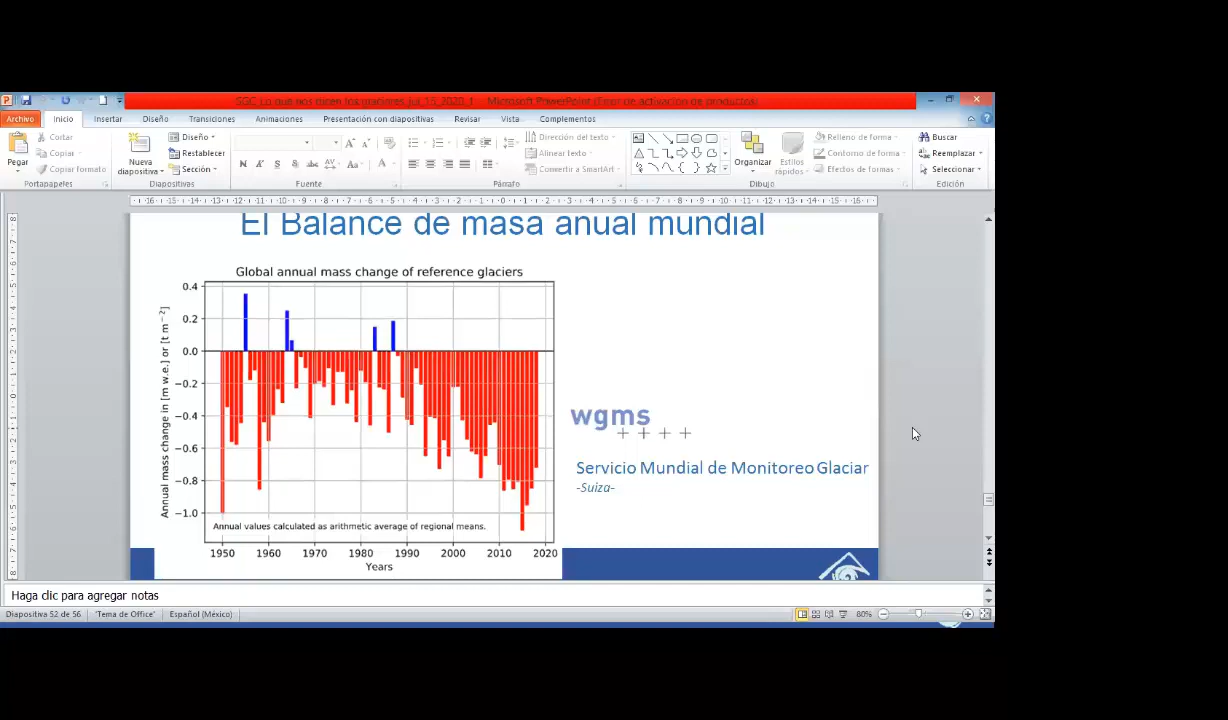 SGC_Lo que nos dicen los glaciares_Jul_15_2020_1 - Microsoft PowerPoint (Error de activación de productos)
Archivo Inicio Insertar Diseño Transiciones Animaciones Presentación con diapositivas Revisar Vista Complementos
Pegar
Cortar
Copiar
Copiar formato
Portapapeles
Nueva
diapositiva
Diseño
Restablecer
Sección
Diapositivas
N K S abc AV Aa A
Fuente
Dirección del texto
Alinear texto
Convertir a SmartArt
Párrafo
Organizar
Estilos
rápidos
Relleno de forma
Contorno de forma
Efectos de formas
Dibujo
Buscar
Reemplazar
Seleccionar
Edición
El Balance de masa anual mundial
Global annual mass change of reference glaciers
Annual mass change in [m w.e.] or [t m⁻²]
0.4
0.2
0.0
−0.2
−0.4
−0.6
−0.8
−1.0
Annual values calculated as arithmetic average of regional means.
1950 1960 1970 1980 1990 2000 2010 2020
Years
wgms
Servicio Mundial de Monitoreo Glaciar
-Suiza-
Haga clic para agregar notas
Diapositiva 52 de 56 "Tema de Office" Español (México) 80%